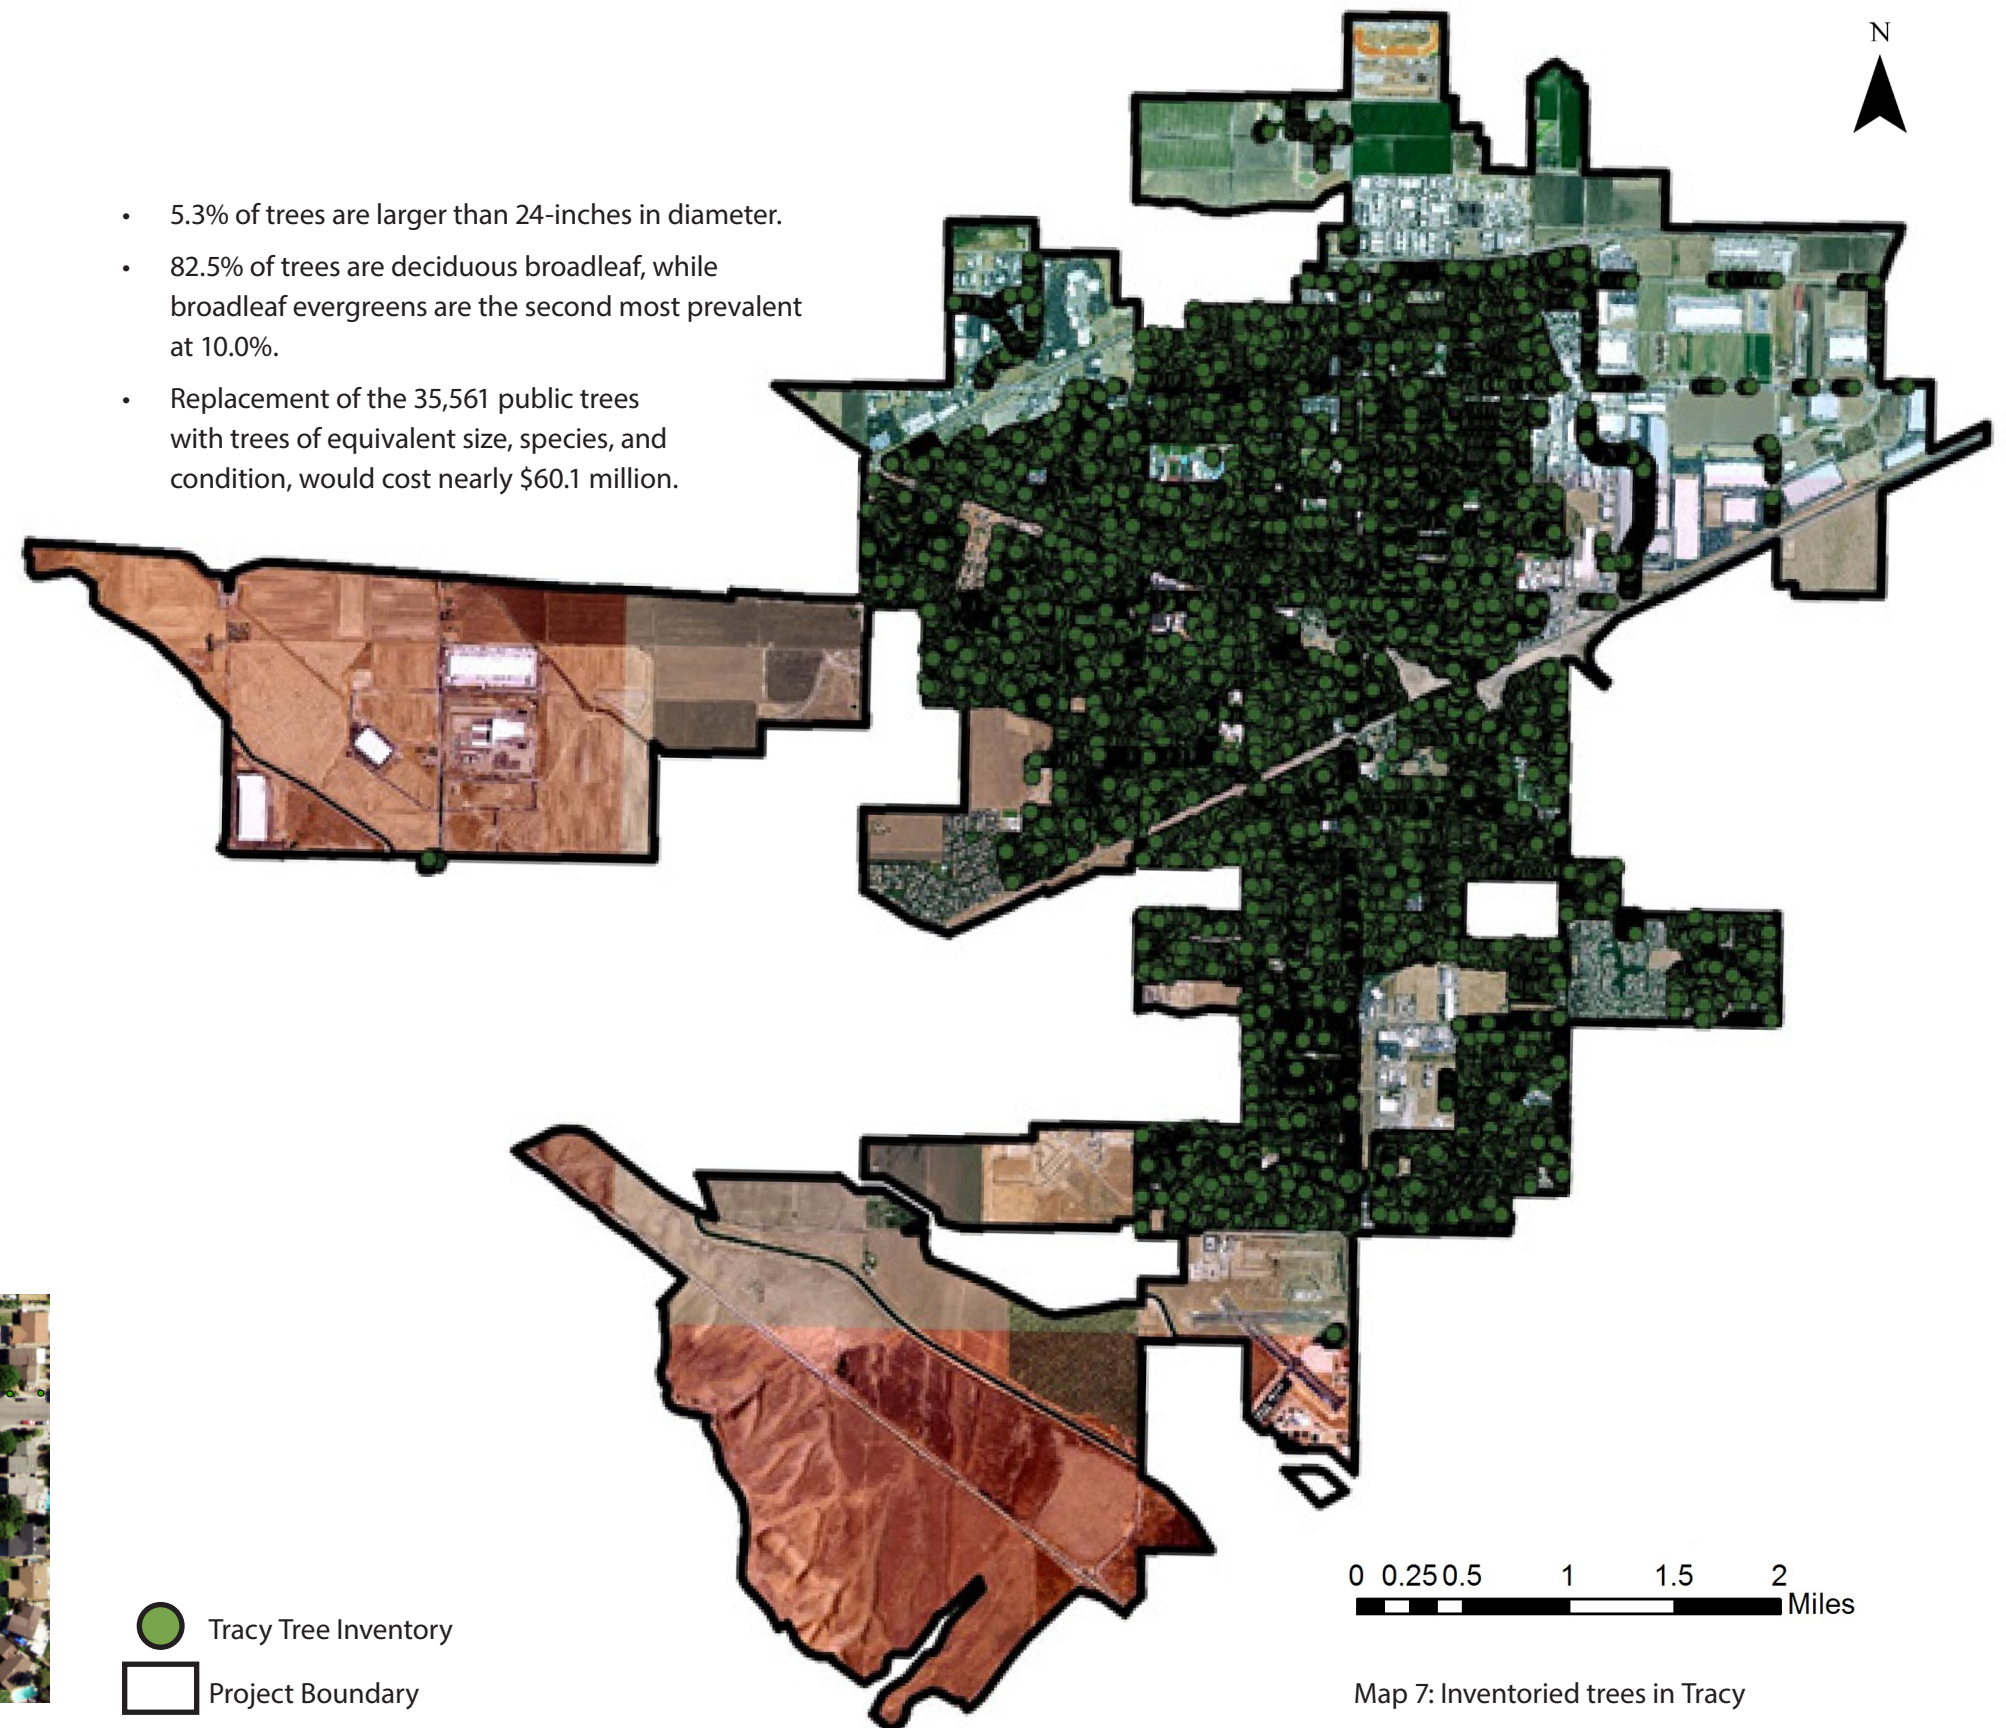 N
• 5.3% of trees are larger than 24-inches in diameter.
• 82.5% of trees are deciduous broadleaf, while
broadleaf evergreens are the second most prevalent
at 10.0%.
• Replacement of the 35,561 public trees
with trees of equivalent size, species, and
condition, would cost nearly $60.1 million.
0 0.25 0.5 1 1.5 2
Miles
Tracy Tree Inventory
Project Boundary
Map 7: Inventoried trees in Tracy